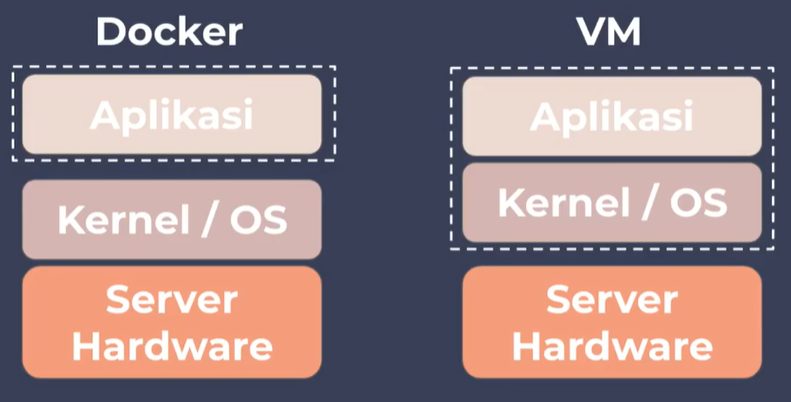 Docker
Aplikasi
Kernel / OS
Server
Hardware
VM
Aplikasi
Kernel / OS
Server
Hardware